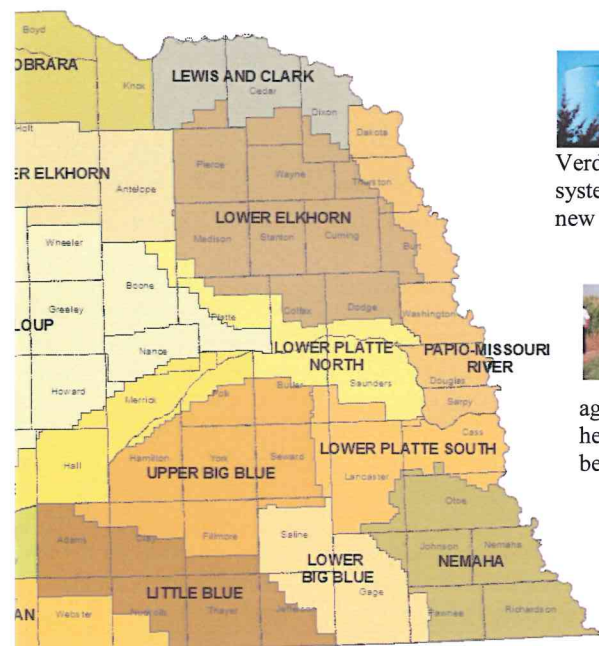 Boyd
OBRARA
Knox
LEWIS AND CLARK
Cedar
Dixon
Holt
Dakota
ER ELKHORN
Antelope
Pierce
Wayne
Thurston
LOWER ELKHORN
Wheeler
Madison
Stanton
Cuming
Burt
Boone
Greeley
Platte
Colfax
Dodge
Washington
LOUP
Nance
LOWER PLATTE
NORTH
PAPIO-MISSOURI
RIVER
Howard
Merrick
Polk
Butler
Saunders
Douglas
Sarpy
Cass
Hall
Hamilton
York
Seward
LOWER PLATTE SOUTH
UPPER BIG BLUE
Lancaster
Otoe
Adams
Clay
Fillmore
Saline
LOWER
BIG BLUE
Johnson
Nemaha
NEMAHA
Gage
LITTLE BLUE
AN
Webster
Nuckolls
Thayer
Jefferson
Pawnee
Richardson
Verd
syste
new
ag
he
be